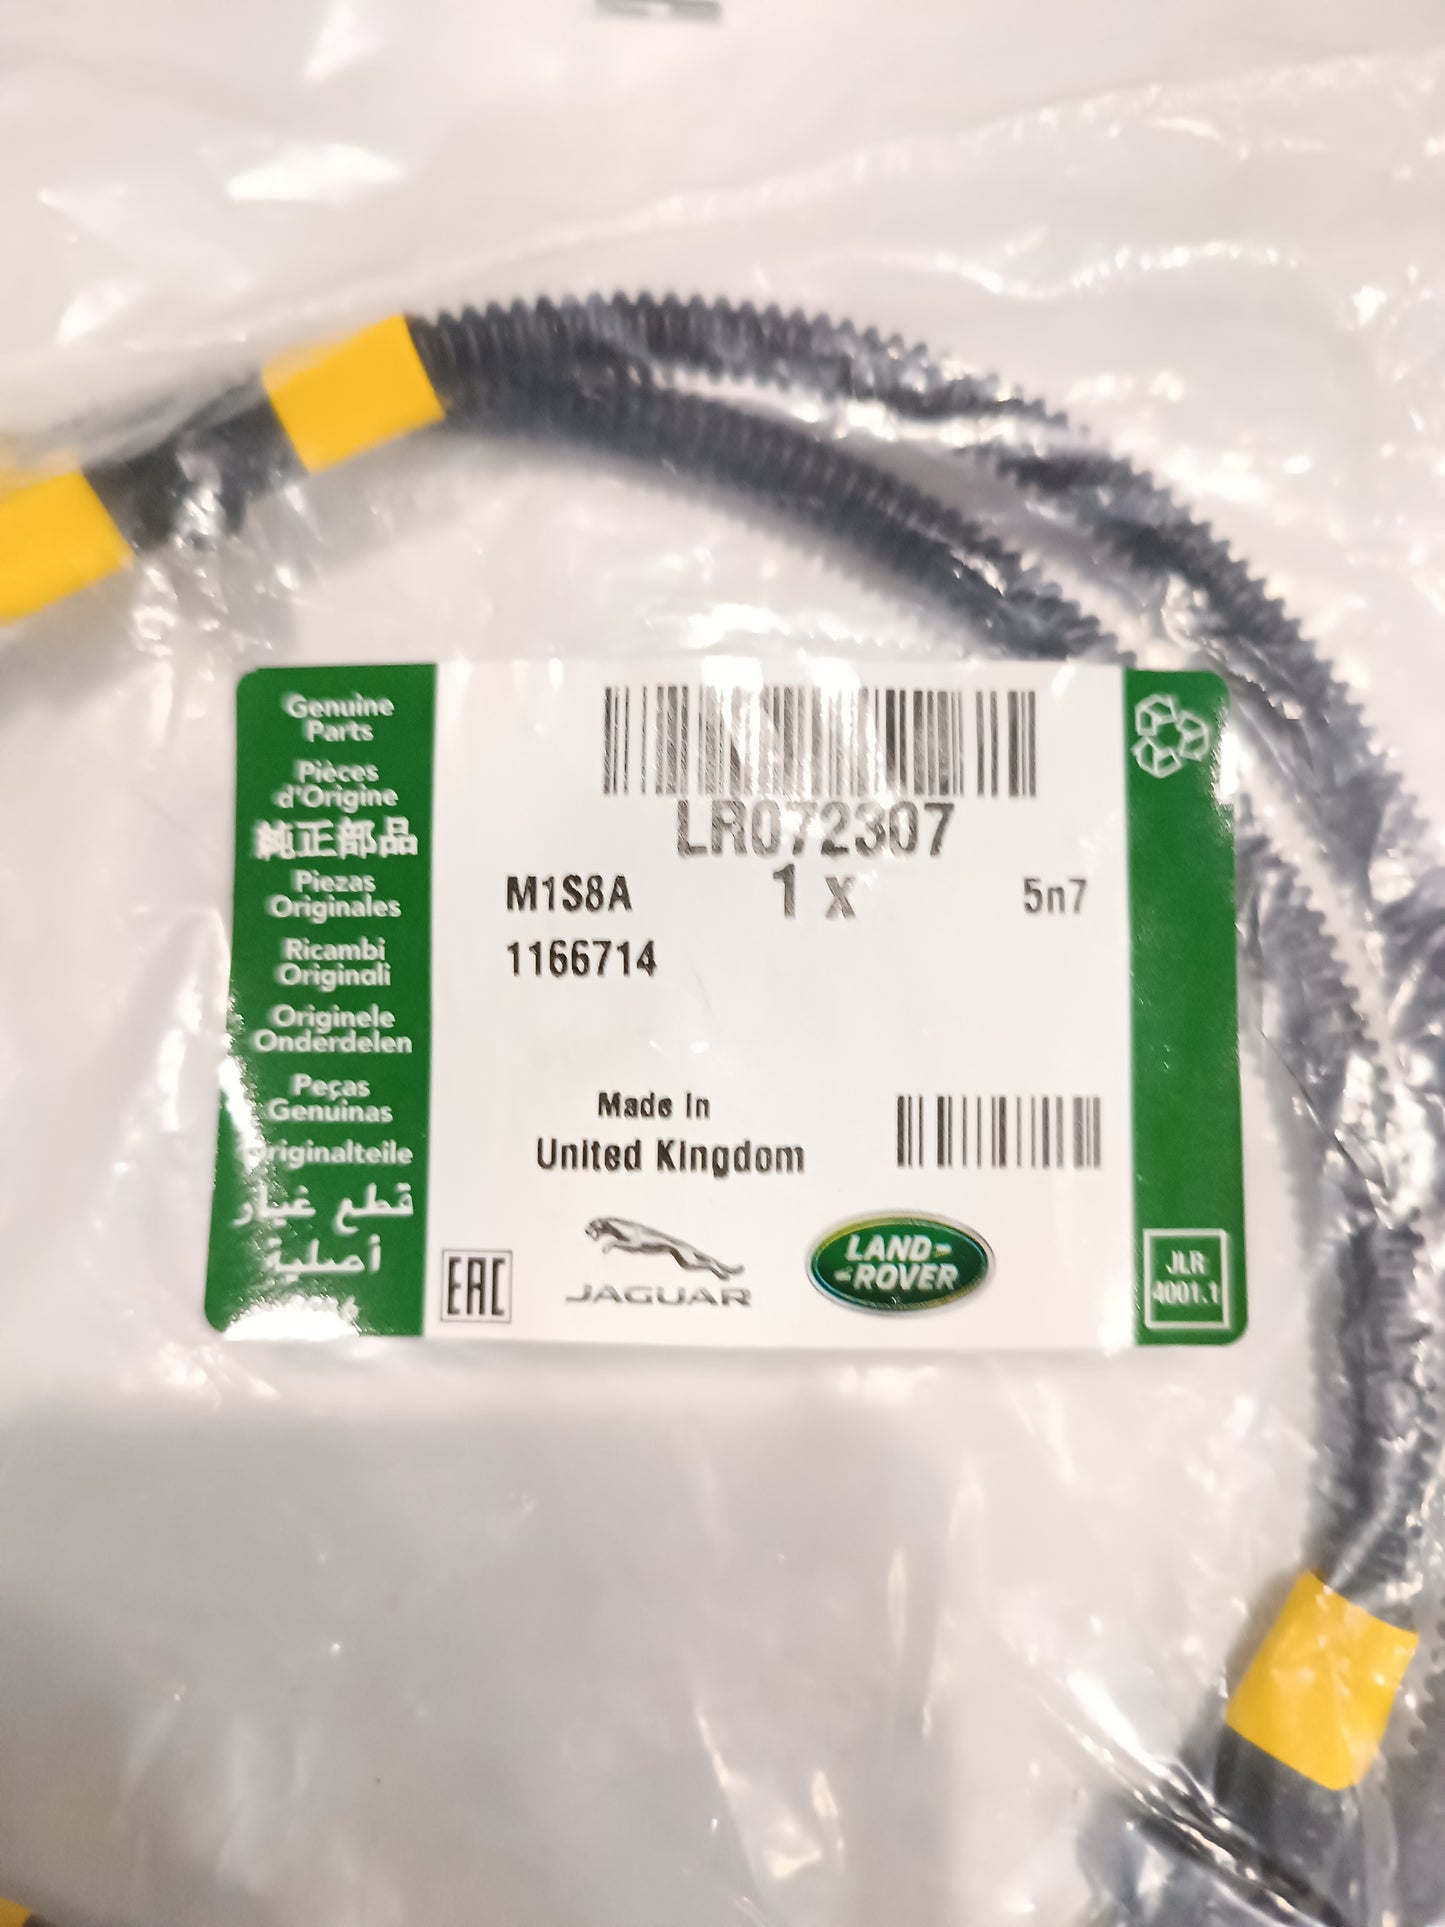 Genuine
Parts
Pièces
d'Origine
純正部品
Piezas
Originales
Ricambi
Originali
Originele
Onderdelen
Peças
Genuinas
Originalteile
قطع غيار
أصلية
LR072307
M1S8A
1 x
5n7
1166714
Made In
United Kingdom
EAC
JAGUAR
LAND
ROVER
JLR
4001.1